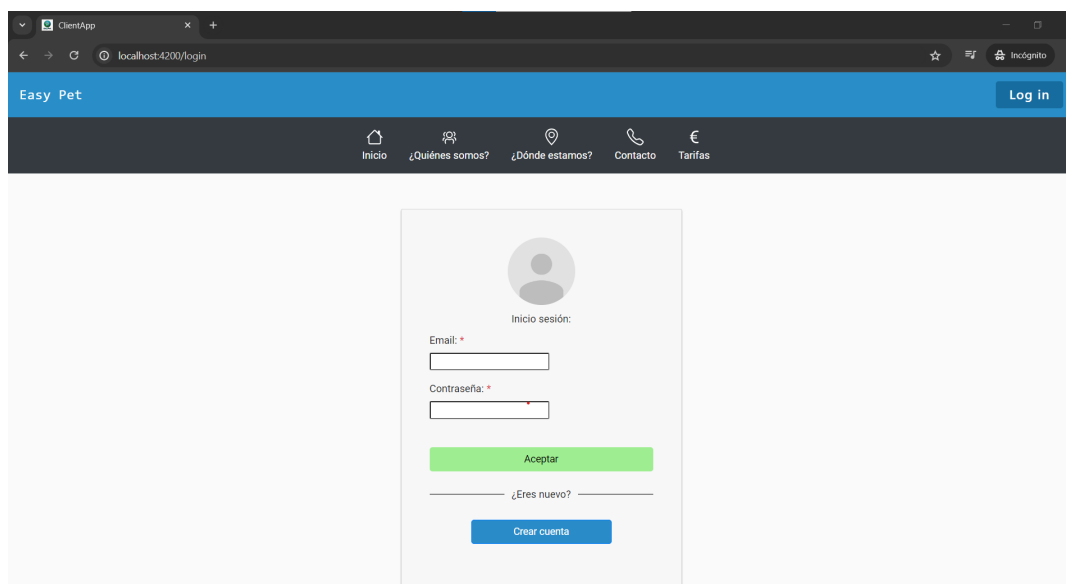 ClientApp
localhost:4200/login
Incógnito
Easy Pet
Log in
Inicio ¿Quiénes somos? ¿Dónde estamos? Contacto Tarifas
Inicio sesión:
Email: *
Contraseña: *
Aceptar
¿Eres nuevo?
Crear cuenta